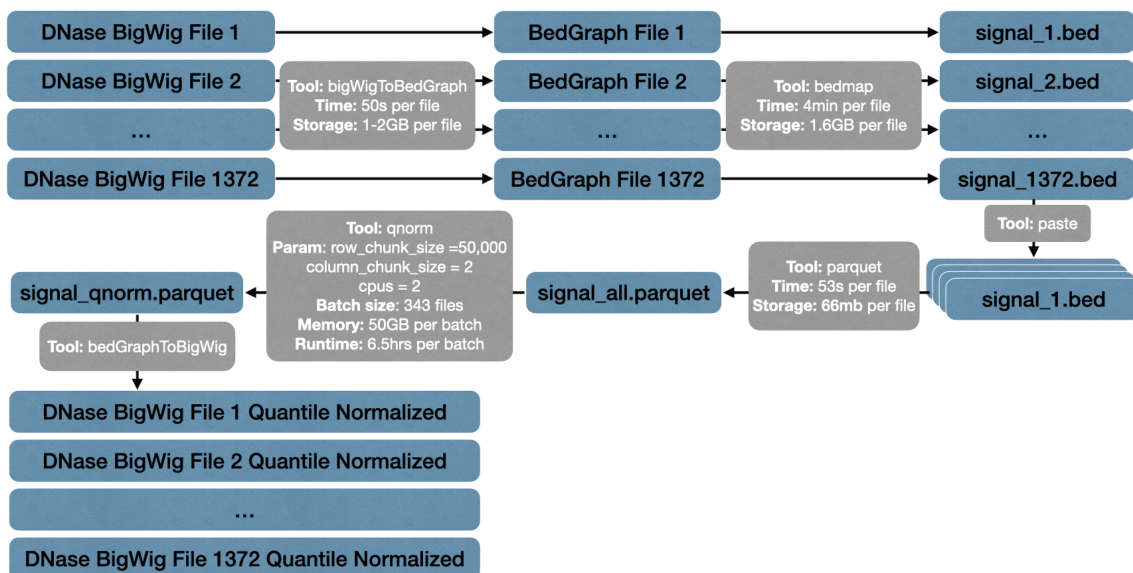 DNase BigWig File 1
BedGraph File 1
signal_1.bed
DNase BigWig File 2
BedGraph File 2
signal_2.bed
Tool: bigWigToBedGraph
Time: 50s per file
Storage: 1-2GB per file
Tool: bedmap
Time: 4min per file
Storage: 1.6GB per file
...
...
...
DNase BigWig File 1372
BedGraph File 1372
signal_1372.bed
Tool: paste
signal_1.bed
Tool: parquet
Time: 53s per file
Storage: 66mb per file
signal_all.parquet
Tool: qnorm
Param: row_chunk_size =50,000
column_chunk_size = 2
cpus = 2
Batch size: 343 files
Memory: 50GB per batch
Runtime: 6.5hrs per batch
signal_qnorm.parquet
Tool: bedGraphToBigWig
DNase BigWig File 1 Quantile Normalized
DNase BigWig File 2 Quantile Normalized
...
DNase BigWig File 1372 Quantile Normalized